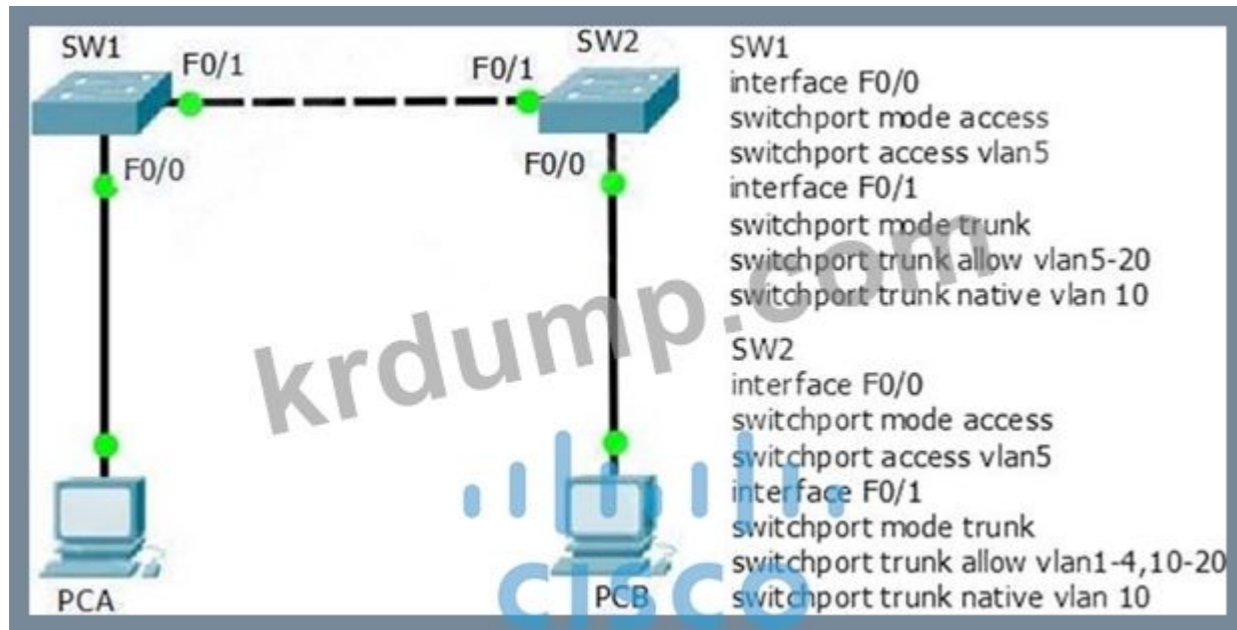 SW1
F0/1
F0/1
SW2
F0/0
F0/0
PCA
PCB
SW1
interface F0/0
switchport mode access
switchport access vlan5
interface F0/1
switchport mode trunk
switchport trunk allow vlan5-20
switchport trunk native vlan 10
SW2
interface F0/0
switchport mode access
switchport access vlan5
interface F0/1
switchport mode trunk
switchport trunk allow vlan1-4,10-20
switchport trunk native vlan 10
krdump.com
CISCO